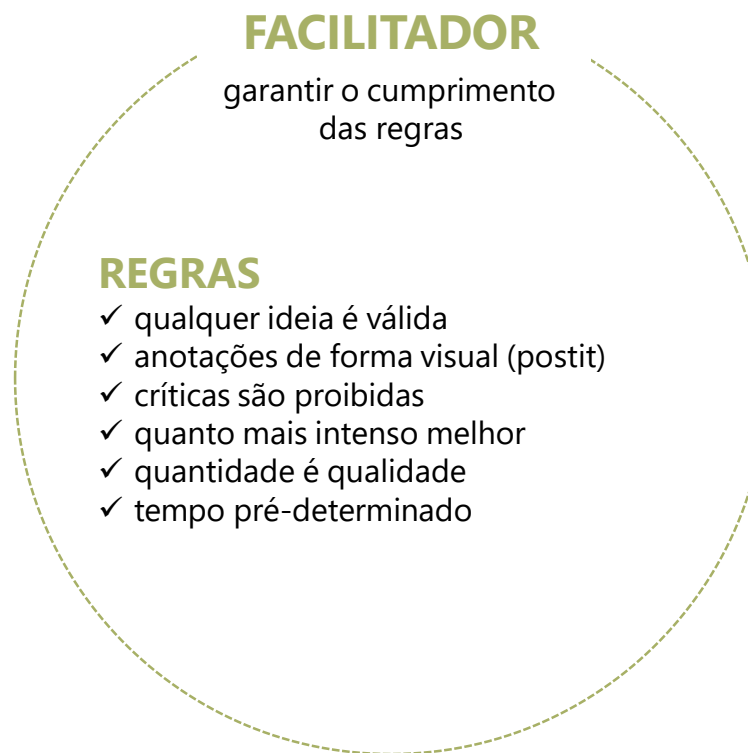 FACILITADOR
garantir o cumprimento
das regras
REGRAS
✓ qualquer ideia é válida
✓ anotações de forma visual (postit)
✓ críticas são proibidas
✓ quanto mais intenso melhor
✓ quantidade é qualidade
✓ tempo pré-determinado